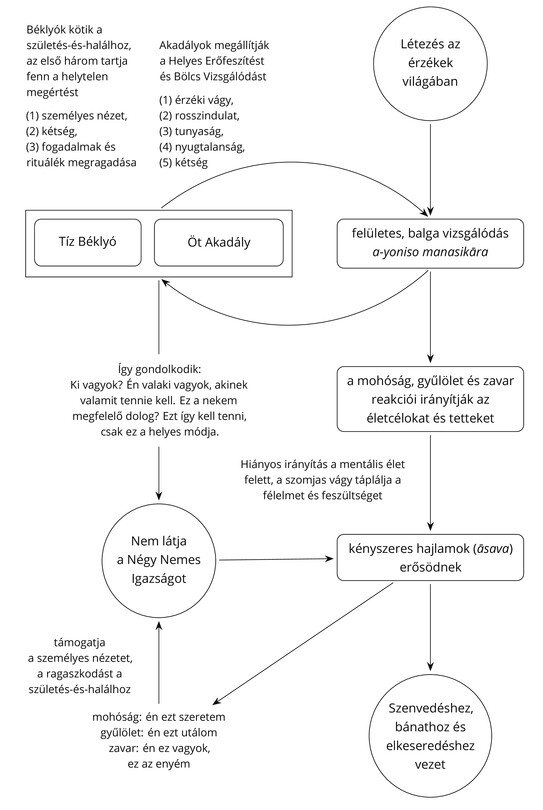 Béklyók kötik a
születés-és-halálhoz,
az első három tartja
fenn a helytelen
megértést
(1) személyes nézet,
(2) kétség,
(3) fogadalmak és
rituálék megragadása
Akadályok megállítják
a Helyes Erőfeszítést
és Bölcs Vizsgálódást
(1) érzéki vágy,
(2) rosszindulat,
(3) tunyaság,
(4) nyugtalanság,
(5) kétség
Létezés az
érzékek
világában
Tíz Béklyó
Öt Akadály
felületes, balga vizsgálódás
a-yoniso manasikāra
Így gondolkodik:
Ki vagyok? Én valaki vagyok, akinek
valamit tennie kell. Ez a nekem
megfelelő dolog? Ezt így kell tenni,
csak ez a helyes módja.
a mohóság, gyűlölet és zavar
reakciói irányítják az
életcélokat és tetteket
Hiányos irányítás a mentális élet
felett, a szomjas vágy táplálja a
félelmet és feszültséget
Nem látja
a Négy Nemes
Igazságot
kényszeres hajlamok (āsava)
erősödnek
támogatja
a személyes nézetet,
a ragaszkodást a
születés-és-halálhoz
mohóság: én ezt szeretem
gyűlölet: én ezt utálom
zavar: én ez vagyok,
ez az enyém
Szenvedéshez,
bánathoz és
elkeseredéshez
vezet